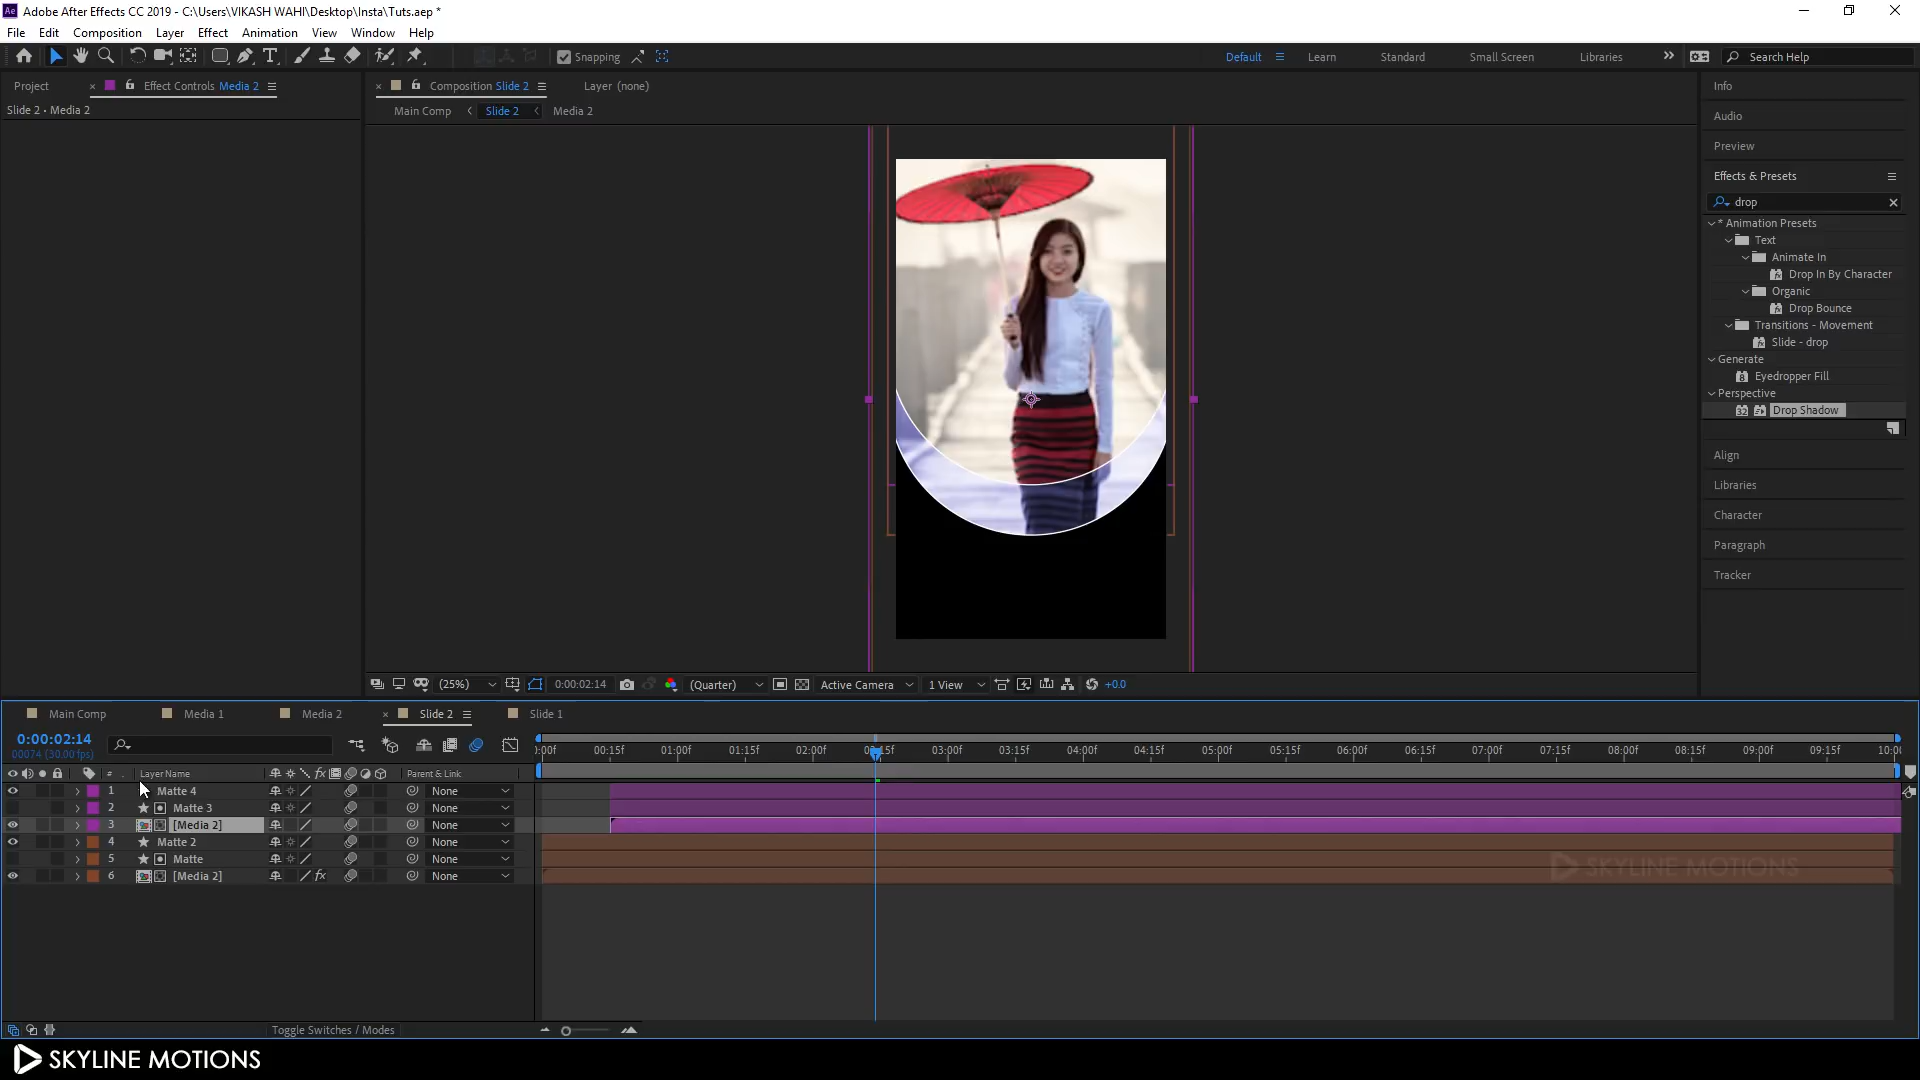 Adobe After Effects CC 2019 - C:\Users\VIKASH WAHI\Desktop\Insta\Tuts.aep *
File Edit Composition Layer Effect Animation View Window Help
Snapping Default Learn Standard Small Screen Libraries Search Help
Project Effect Controls Media 2 Composition Slide 2 Layer (none) Info
Slide 2 • Media 2 Main Comp Slide 2 Media 2
Audio
Preview
Effects & Presets
drop
* Animation Presets
Text
Animate In
Drop In By Character
Organic
Drop Bounce
Transitions - Movement
Slide - drop
Generate
Eyedropper Fill
Perspective
Drop Shadow
Align
Libraries
Character
Paragraph
Tracker
(25%) 0:00:02:14 (Quarter) Active Camera 1 View +0.0
Main Comp Media 1 Media 2 Slide 2 Slide 1
0:00:02:14
00074 (30.00 fps)
:00f 00:15f 01:00f 01:15f 02:00f 02:15f 03:00f 03:15f 04:00f 04:15f 05:00f 05:15f 06:00f 06:15f 07:00f 07:15f 08:00f 08:15f 09:00f 09:15f 10:00
# Layer Name Parent & Link
1 Matte 4 None
2 Matte 3 None
3 [Media 2] None
4 Matte 2 None
5 Matte None
6 [Media 2] fx None
SKYLINE MOTIONS
Toggle Switches / Modes
SKYLINE MOTIONS